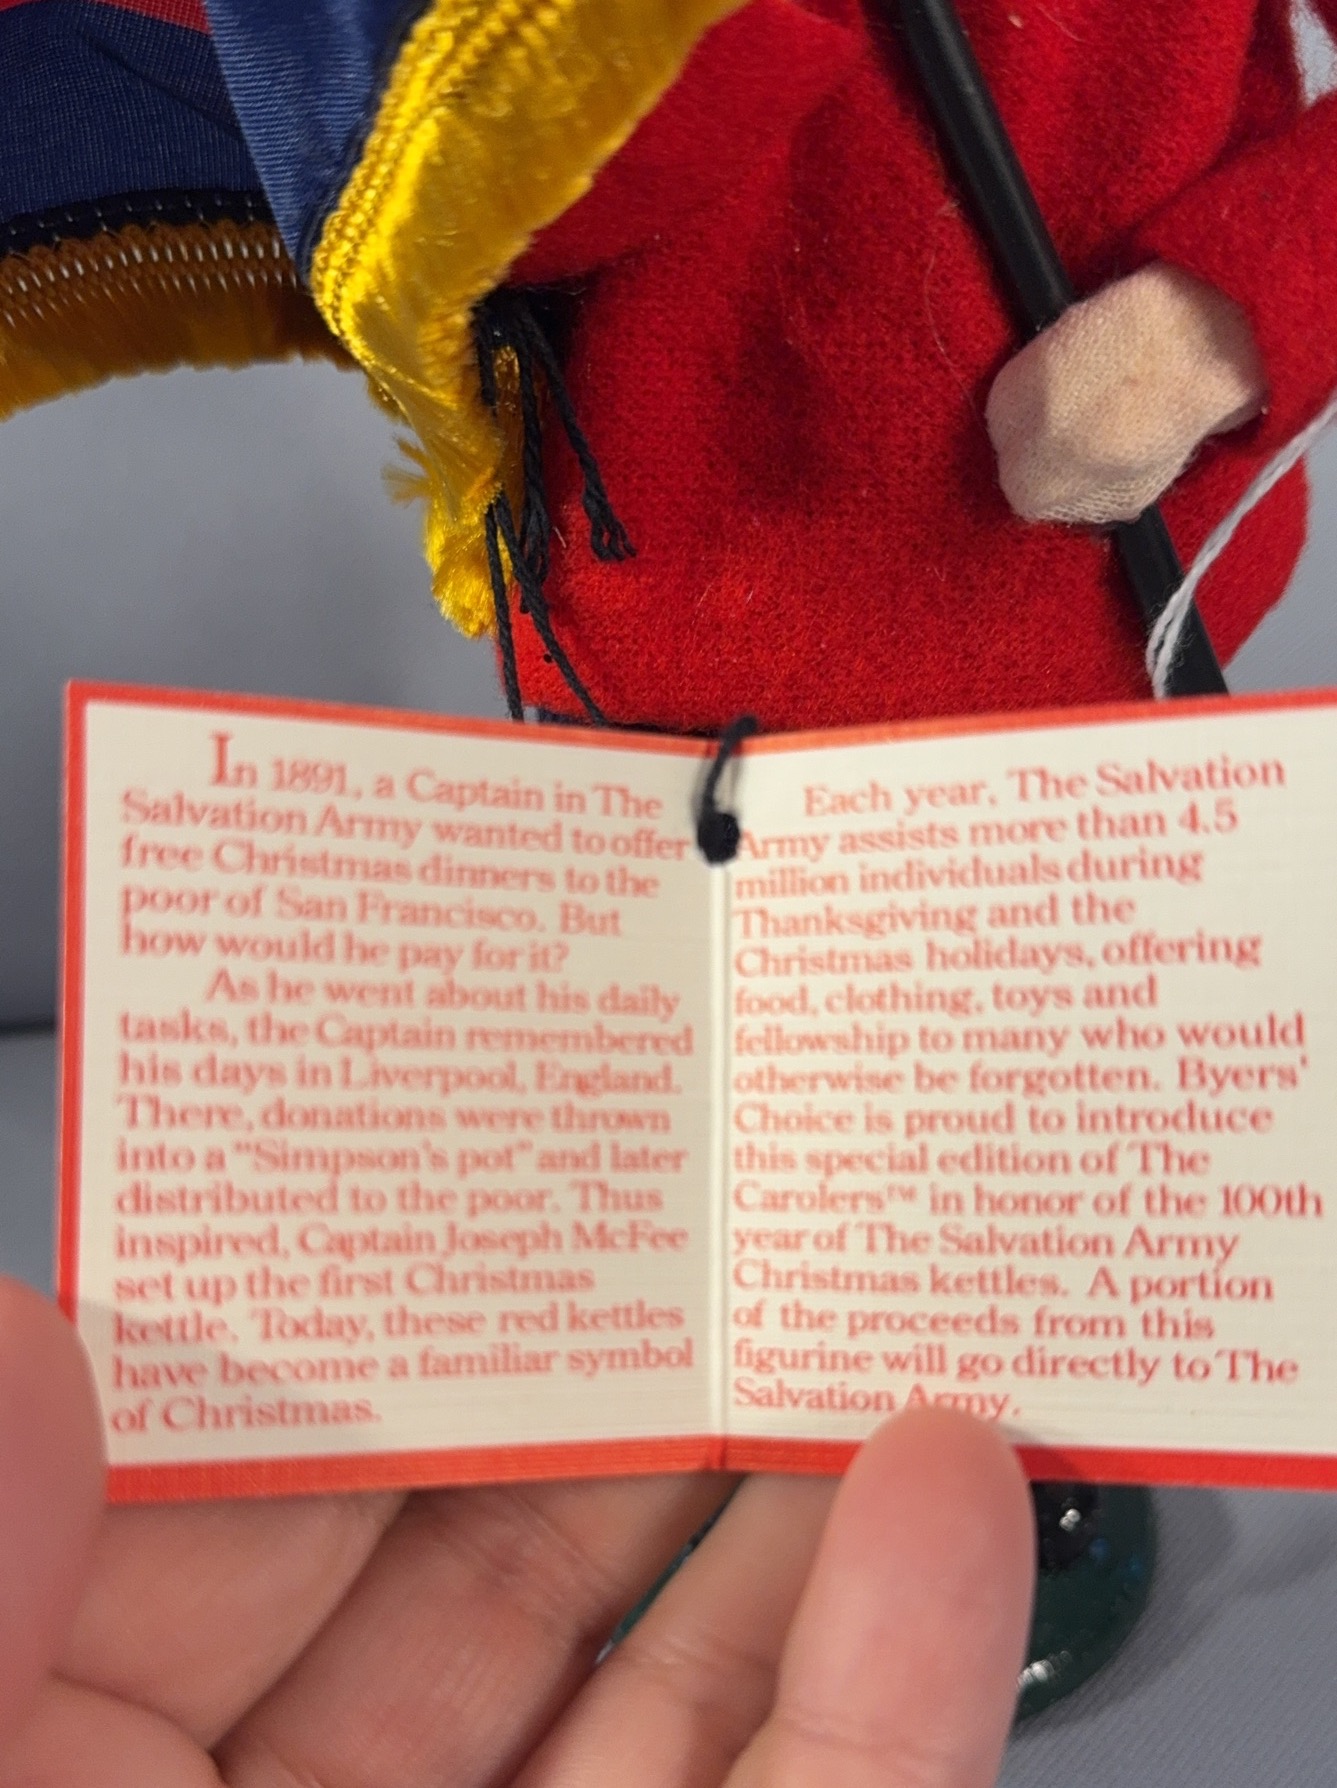 In 1891, a Captain in The
Salvation Army wanted to offer
free Christmas dinners to the
poor of San Francisco. But
how would he pay for it?
As he went about his daily
tasks, the Captain remembered
his days in Liverpool, England.
There, donations were thrown
into a "Simpson's pot" and later
distributed to the poor. Thus
inspired, Captain Joseph McFee
set up the first Christmas
kettle. Today, these red kettles
have become a familiar symbol
of Christmas.
Each year, The Salvation
Army assists more than 4.5
million individuals during
Thanksgiving and the
Christmas holidays, offering
food, clothing, toys and
fellowship to many who would
otherwise be forgotten. Byers'
Choice is proud to introduce
this special edition of The
Carolers™ in honor of the 100th
year of The Salvation Army
Christmas kettles. A portion
of the proceeds from this
figurine will go directly to The
Salvation Army.